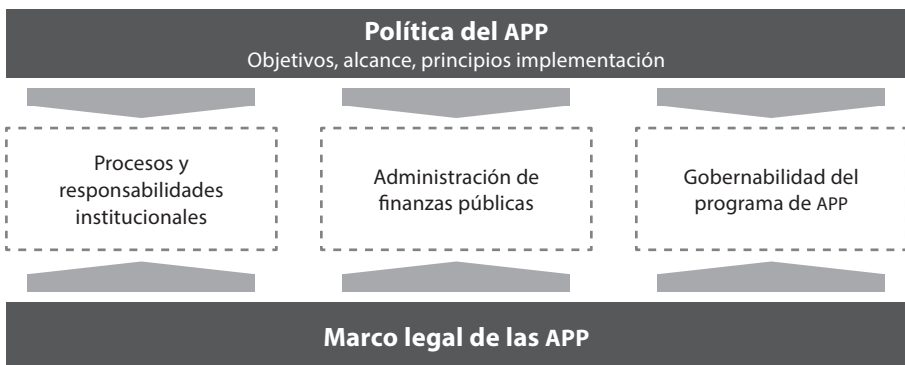 Política del APP
Objetivos, alcance, principios implementación
Procesos y
responsabilidades
institucionales
Administración de
finanzas públicas
Gobernabilidad del
programa de APP
Marco legal de las APP